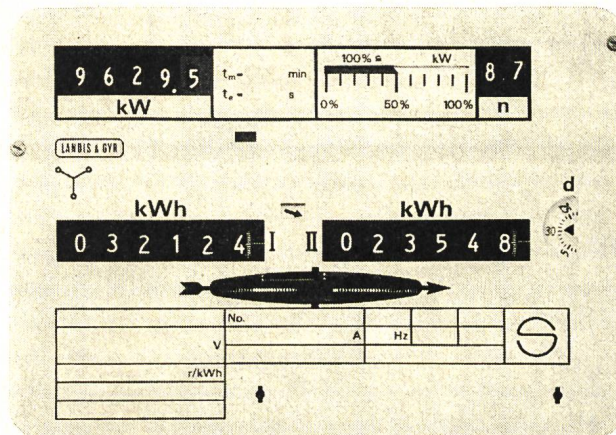 100% s kW
9 6 2 9.5 tm= min 8.7
te= s
0% 50% 100%
kW n
LANDIS & GYR
d
kWh kWh
30
0 3 2 1 2 4 I II 0 2 3 5 4 8
No.
V A Hz
S
r/kWh